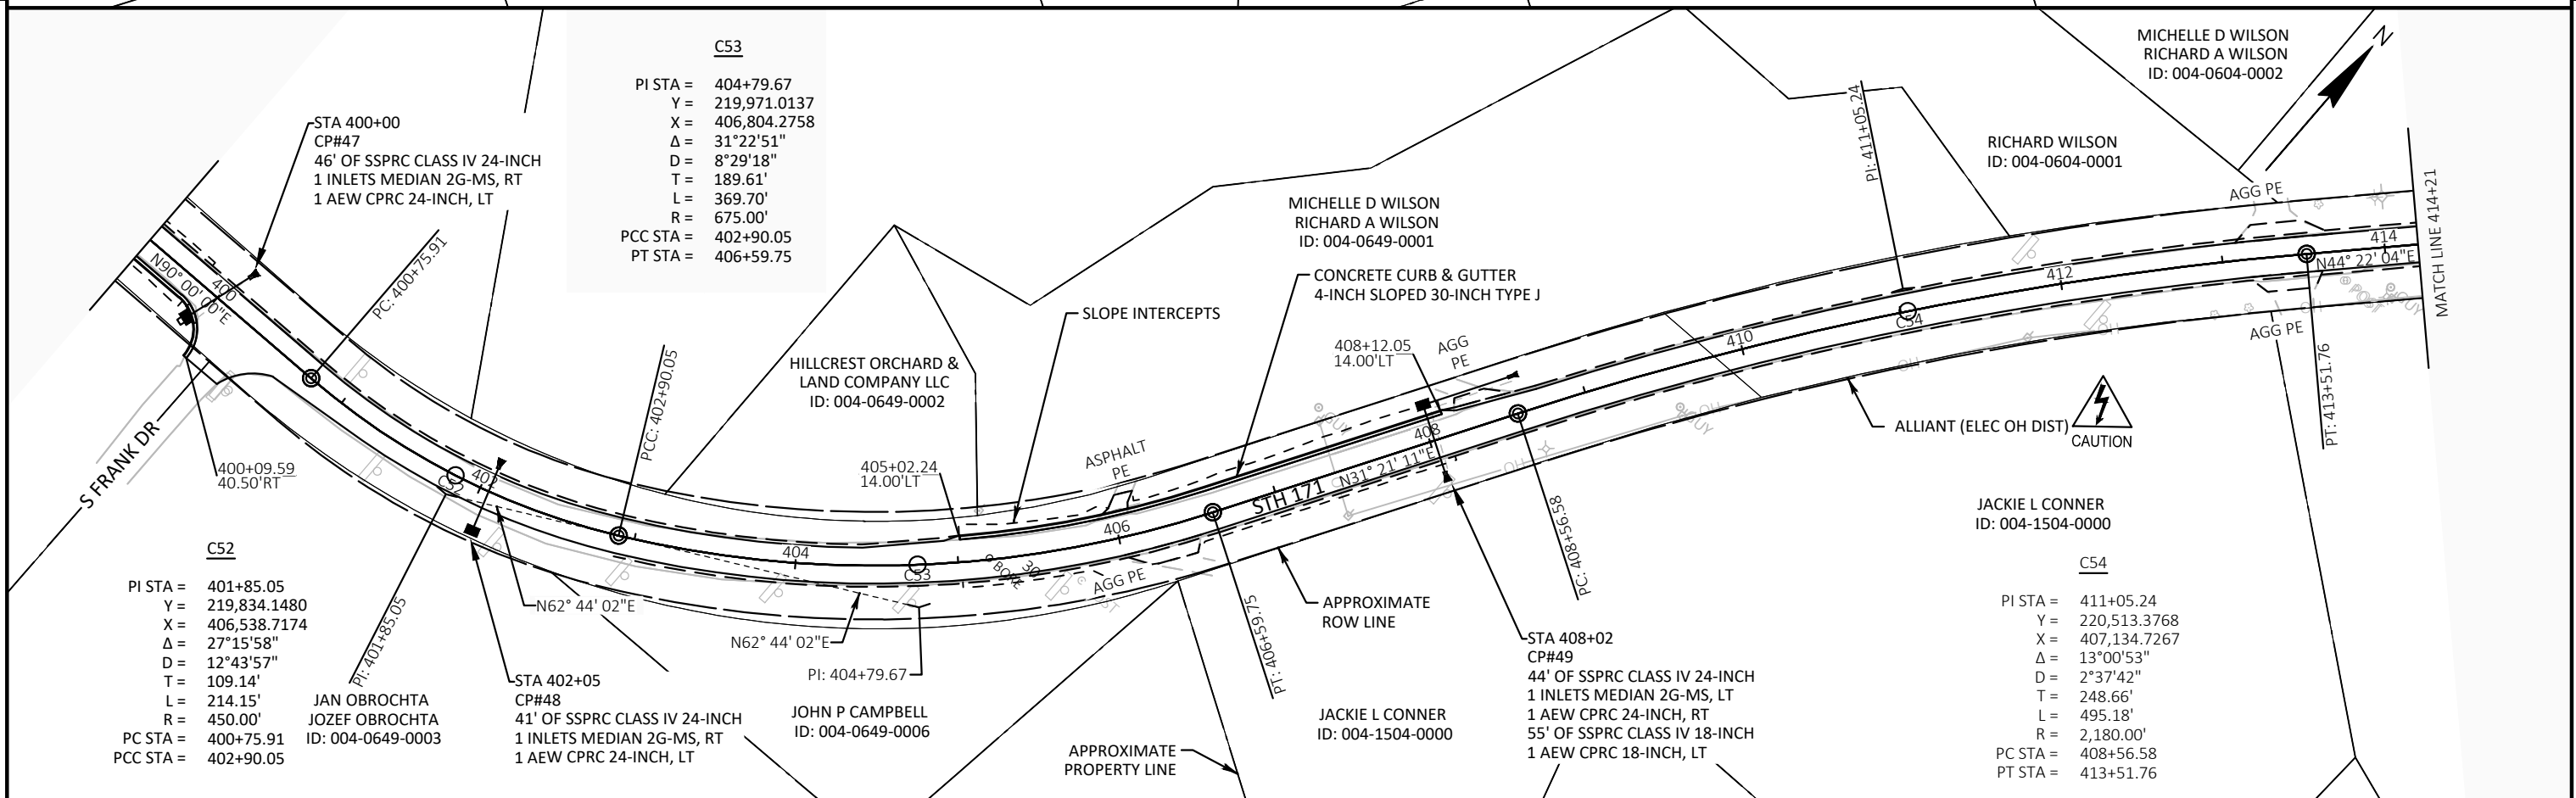 C53
PI STA = 404+79.67
Y = 219,971.0137
X = 406,804.2758
Δ = 31°22'51"
D = 8°29'18"
T = 189.61'
L = 369.70'
R = 675.00'
PCC STA = 402+90.05
PT STA = 406+59.75
STA 400+00
CP#47
46' OF SSPRC CLASS IV 24-INCH
1 INLETS MEDIAN 2G-MS, RT
1 AEW CPRC 24-INCH, LT
MICHELLE D WILSON
RICHARD A WILSON
ID: 004-0604-0002
N
RICHARD WILSON
ID: 004-0604-0001
MICHELLE D WILSON
RICHARD A WILSON
ID: 004-0649-0001
CONCRETE CURB & GUTTER
4-INCH SLOPED 30-INCH TYPE J
SLOPE INTERCEPTS
PI: 411+05.24
AGG PE
MATCH LINE 414+21
414
N44° 22' 04"E
412
410
C54
N90° 00' 00"E
400
PC: 400+75.91
PCC: 402+90.05
HILLCREST ORCHARD &
LAND COMPANY LLC
ID: 004-0649-0002
408+12.05
14.00'LT
AGG
PE
POST
GUY
OH
AGG PE
PT: 413+51.76
ALLIANT (ELEC OH DIST)
CAUTION
S FRANK DR
400+09.59
40.50'RT
C52
402
405+02.24
14.00'LT
ASPHALT
PE
GUY
408
N31° 21' 11"E
STH 171
OH
GUY
OH
OH
OH
406
404
C53
30
AGG PE
PC: 408+56.58
PT: 406+59.75
JACKIE L CONNER
ID: 004-1504-0000
C52
PI STA = 401+85.05
Y = 219,834.1480
X = 406,538.7174
Δ = 27°15'58"
D = 12°43'57"
T = 109.14'
L = 214.15'
R = 450.00'
PC STA = 400+75.91
PCC STA = 402+90.05
PI: 401+85.05
JAN OBROCHTA
JOZEF OBROCHTA
ID: 004-0649-0003
N62° 44' 02"E
N62° 44' 02"E
PI: 404+79.67
STA 402+05
CP#48
41' OF SSPRC CLASS IV 24-INCH
1 INLETS MEDIAN 2G-MS, RT
1 AEW CPRC 24-INCH, LT
JOHN P CAMPBELL
ID: 004-0649-0006
APPROXIMATE
ROW LINE
APPROXIMATE
PROPERTY LINE
JACKIE L CONNER
ID: 004-1504-0000
STA 408+02
CP#49
44' OF SSPRC CLASS IV 24-INCH
1 INLETS MEDIAN 2G-MS, LT
1 AEW CPRC 24-INCH, RT
55' OF SSPRC CLASS IV 18-INCH
1 AEW CPRC 18-INCH, LT
C54
PI STA = 411+05.24
Y = 220,513.3768
X = 407,134.7267
Δ = 13°00'53"
D = 2°37'42"
T = 248.66'
L = 495.18'
R = 2,180.00'
PC STA = 408+56.58
PT STA = 413+51.76